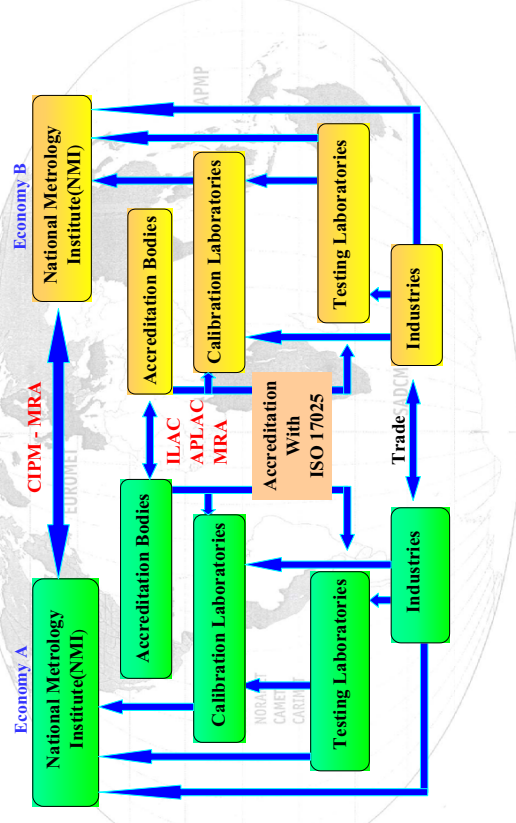 Economy A
Economy B
National Metrology
Institute(NMI)
CIPM - MRA
National Metrology
Institute(NMI)
EUROMET
APMP
Accreditation Bodies
Accreditation Bodies
ILAC
APLAC
MRA
Calibration Laboratories
Calibration Laboratories
Accreditation
With
ISO 17025
NORAMET
CAMET
CARIMET
Testing Laboratories
Testing Laboratories
SADCM
Trade
Industries
Industries